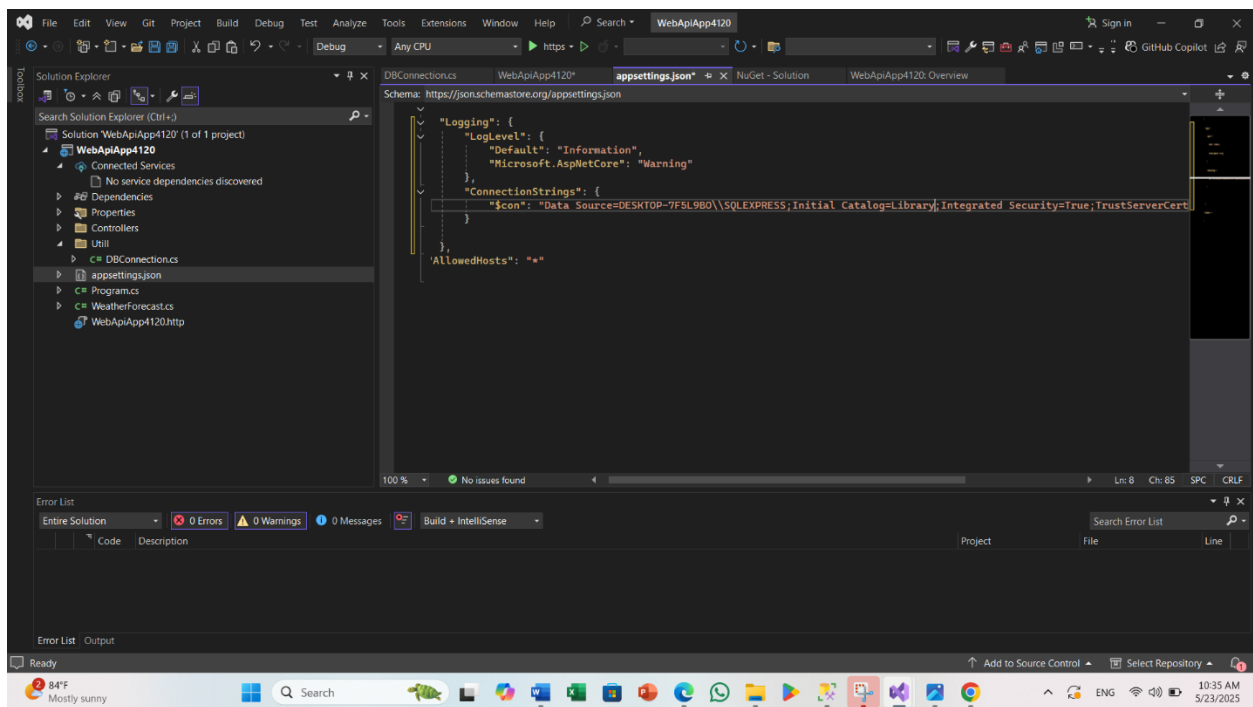 File Edit View Git Project Build Debug Test Analyze Tools Extensions Window Help Search WebApiApp4120 Sign in
Debug Any CPU https GitHub Copilot
Toolbox
Solution Explorer
Search Solution Explorer (Ctrl+;)
Solution 'WebApiApp4120' (1 of 1 project)
WebApiApp4120
Connected Services
No service dependencies discovered
Dependencies
Properties
Controllers
Utill
C# DBConnection.cs
appsettings.json
C# Program.cs
C# WeatherForecast.cs
WebApiApp4120.http
DBConnection.cs WebApiApp4120* appsettings.json* NuGet - Solution WebApiApp4120: Overview
Schema: https://json.schemastore.org/appsettings.json
"Logging": {
"LogLevel": {
"Default": "Information",
"Microsoft.AspNetCore": "Warning"
},
"ConnectionStrings": {
"$con": "Data Source=DESKTOP-7F5L9BO\\SQLEXPRESS;Initial Catalog=Library;Integrated Security=True;TrustServerCert
}
},
"AllowedHosts": "*"
100 % No issues found Ln: 8 Ch: 85 SPC CRLF
Error List
Entire Solution 0 Errors 0 Warnings 0 Messages Build + IntelliSense Search Error List
Code Description Project File Line
Error List Output
Ready Add to Source Control Select Repository 1
2 84°F
Mostly sunny
Search
ENG
10:35 AM
5/23/2025